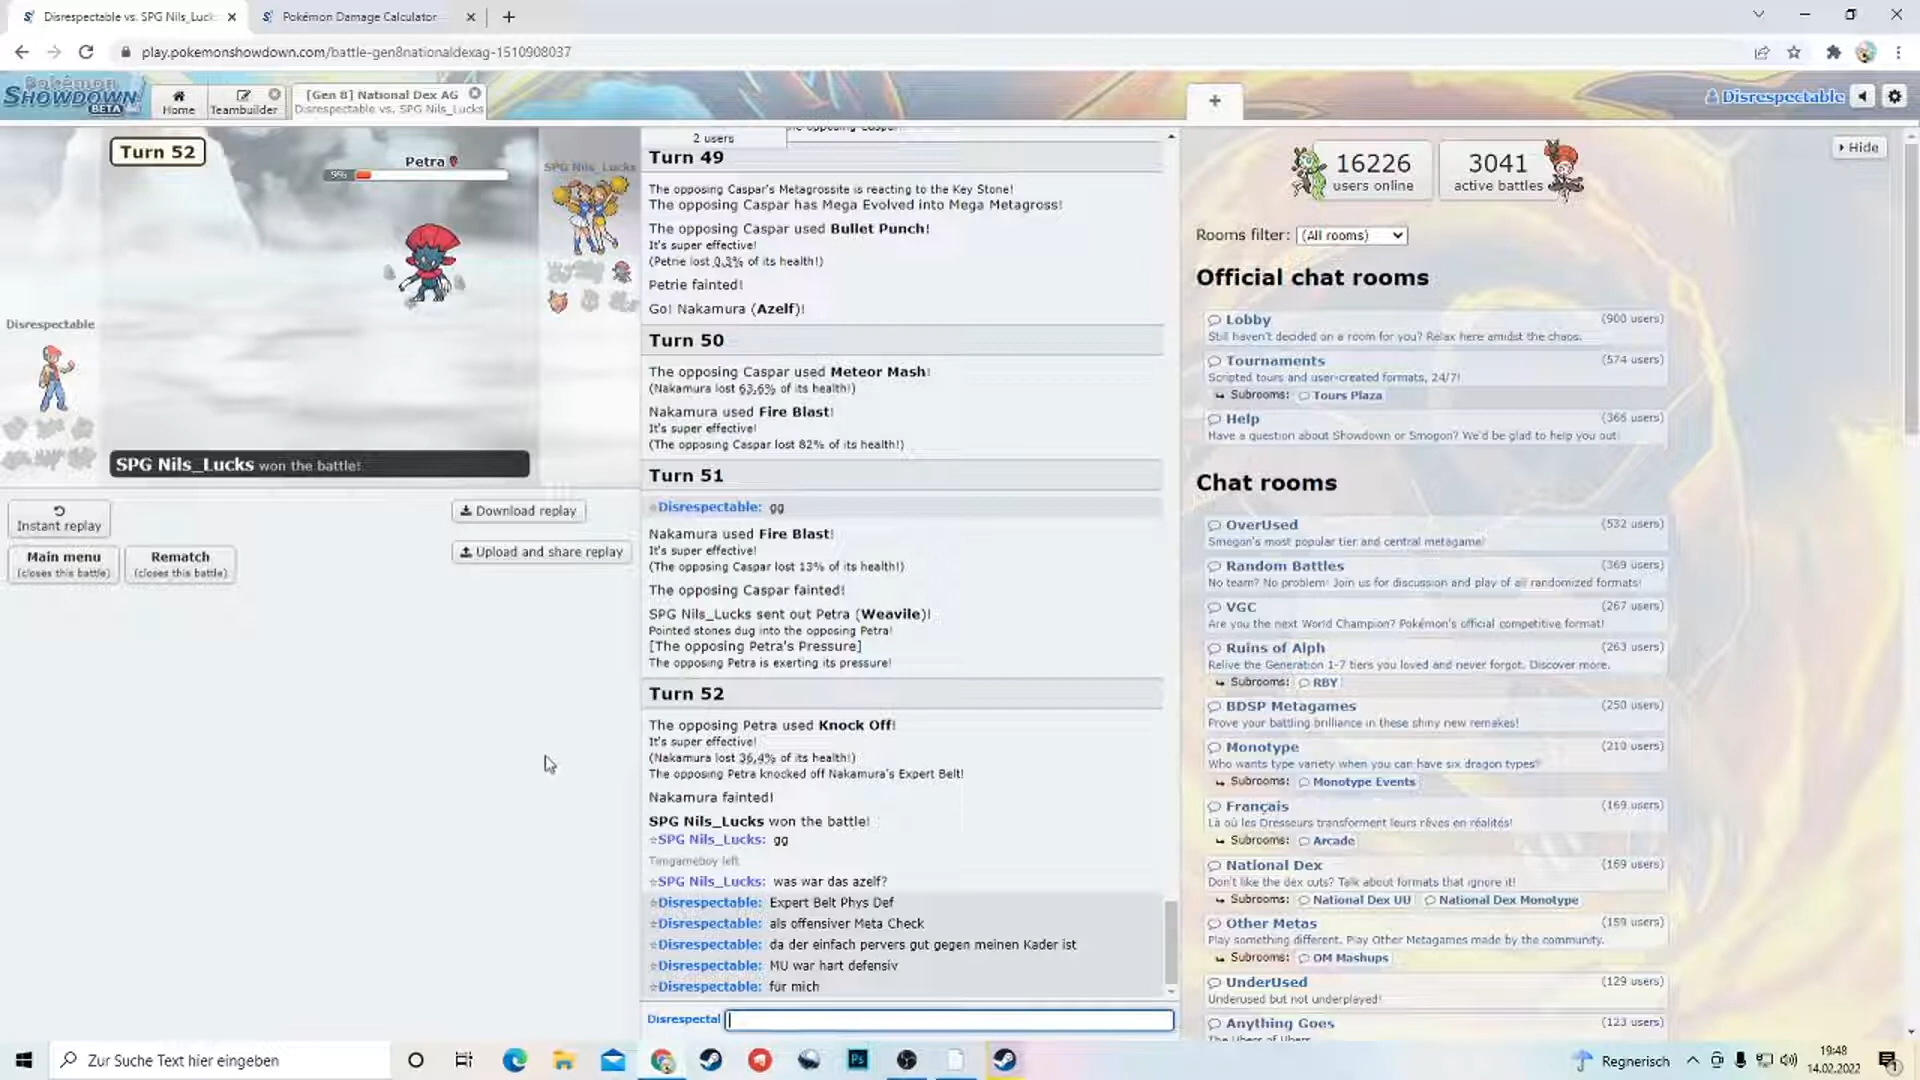 Disrespectable vs. SPG Nils_Luck
Pokémon Damage Calculator
play.pokemonshowdown.com/battle-gen8nationaldexag-1510908037
Pokémon
SHOWDOWN
BETA
Home
Teambuilder
[Gen 8] National Dex AG
Disrespectable vs. SPG Nils_Lucks
Disrespectable
Turn 52
Petra
9%
SPG Nils_Lucks
Disrespectable
SPG Nils_Lucks won the battle!
Instant replay
Download replay
Upload and share replay
Main menu
(closes this battle)
Rematch
(closes this battle)
2 users
Turn 49
The opposing Caspar's Metagrossite is reacting to the Key Stone!
The opposing Caspar has Mega Evolved into Mega Metagross!
The opposing Caspar used Bullet Punch!
It's super effective!
(Petrie lost 0.3% of its health!)
Petrie fainted!
Go! Nakamura (Azelf)!
Turn 50
The opposing Caspar used Meteor Mash!
(Nakamura lost 63.6% of its health!)
Nakamura used Fire Blast!
It's super effective!
(The opposing Caspar lost 82% of its health!)
Turn 51
☆Disrespectable: gg
Nakamura used Fire Blast!
It's super effective!
(The opposing Caspar lost 13% of its health!)
The opposing Caspar fainted!
SPG Nils_Lucks sent out Petra (Weavile)!
Pointed stones dug into the opposing Petra!
[The opposing Petra's Pressure]
The opposing Petra is exerting its pressure!
Turn 52
The opposing Petra used Knock Off!
It's super effective!
(Nakamura lost 36.4% of its health!)
The opposing Petra knocked off Nakamura's Expert Belt!
Nakamura fainted!
SPG Nils_Lucks won the battle!
☆SPG Nils_Lucks: gg
Timgameboy left
☆SPG Nils_Lucks: was war das azelf?
☆Disrespectable: Expert Belt Phys Def
☆Disrespectable: als offensiver Meta Check
☆Disrespectable: da der einfach pervers gut gegen meinen Kader ist
☆Disrespectable: MU war hart defensiv
☆Disrespectable: für mich
Disrespectal
16226
users online
3041
active battles
Hide
Rooms filter: (All rooms)
Official chat rooms
Lobby (900 users)
Still haven't decided on a room for you? Relax here amidst the chaos.
Tournaments (574 users)
Scripted tours and user-created formats, 24/7!
Subrooms: Tours Plaza
Help (366 users)
Have a question about Showdown or Smogon? We'd be glad to help you out!
Chat rooms
OverUsed (532 users)
Smogon's most popular tier and central metagame!
Random Battles (369 users)
No team? No problem! Join us for discussion and play of all randomized formats!
VGC (267 users)
Are you the next World Champion? Pokémon's official competitive format!
Ruins of Alph (263 users)
Relive the Generation 1-7 tiers you loved and never forgot. Discover more.
Subrooms: RBY
BDSP Metagames (250 users)
Prove your battling brilliance in these shiny new remakes!
Monotype (210 users)
Who wants type variety when you can have six dragon types?
Subrooms: Monotype Events
Français (169 users)
Là où les Dresseurs transforment leurs rêves en réalités!
Subrooms: Arcade
National Dex (169 users)
Don't like the dex cuts? Talk about formats that ignore it!
Subrooms: National Dex UU National Dex Monotype
Other Metas (159 users)
Play something different. Play Other Metagames made by the community.
Subrooms: OM Mashups
UnderUsed (129 users)
Underused but not underplayed!
Anything Goes (123 users)
Zur Suche Text hier eingeben
Ps
Regnerisch
19:48
14.02.2022
1